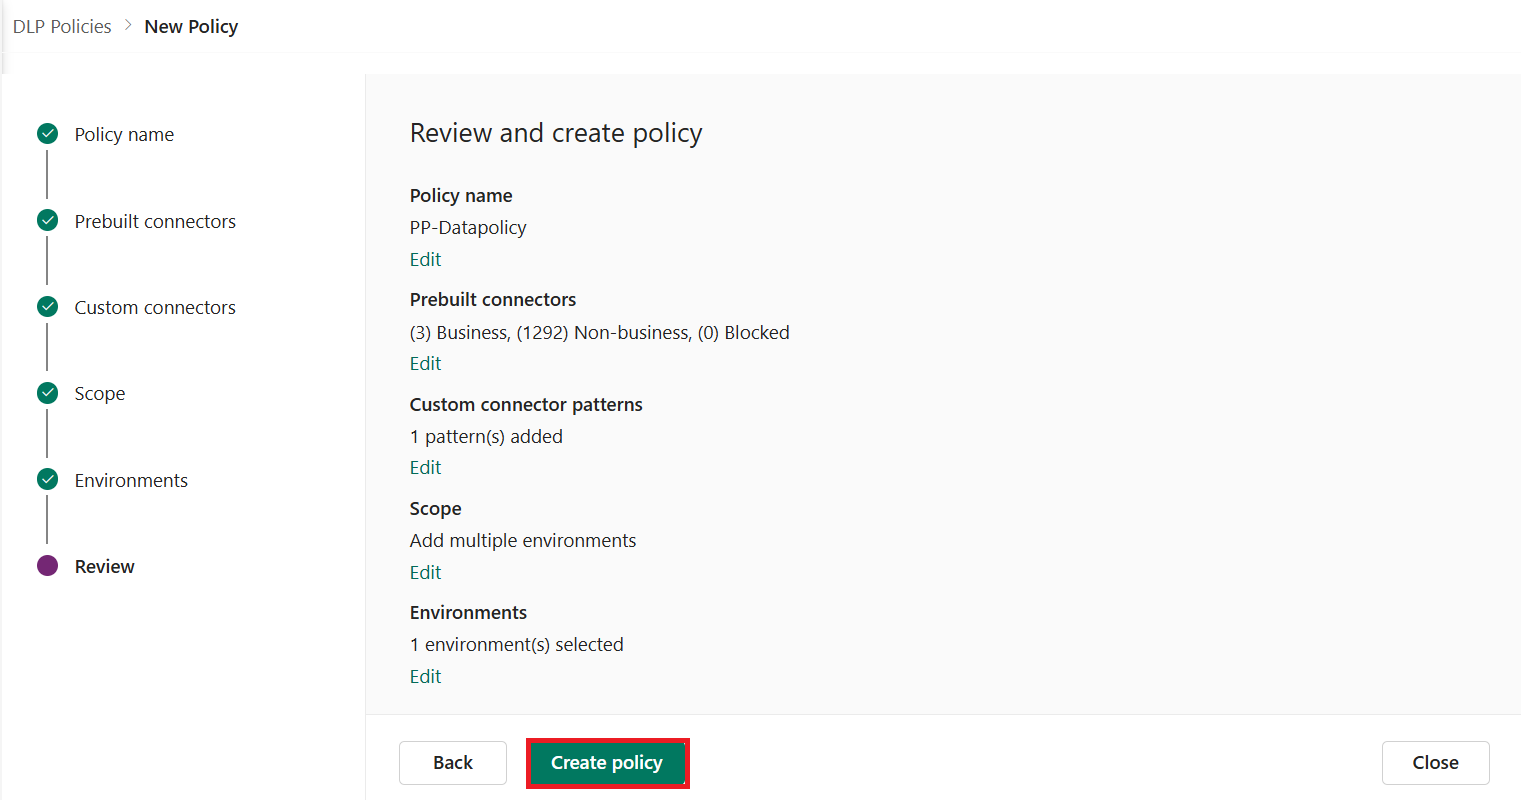 DLP Policies > New Policy
Policy name
Prebuilt connectors
Custom connectors
Scope
Environments
Review
Review and create policy
Policy name
PP-Datapolicy
Edit
Prebuilt connectors
(3) Business, (1292) Non-business, (0) Blocked
Edit
Custom connector patterns
1 pattern(s) added
Edit
Scope
Add multiple environments
Edit
Environments
1 environment(s) selected
Edit
Back
Create policy
Close